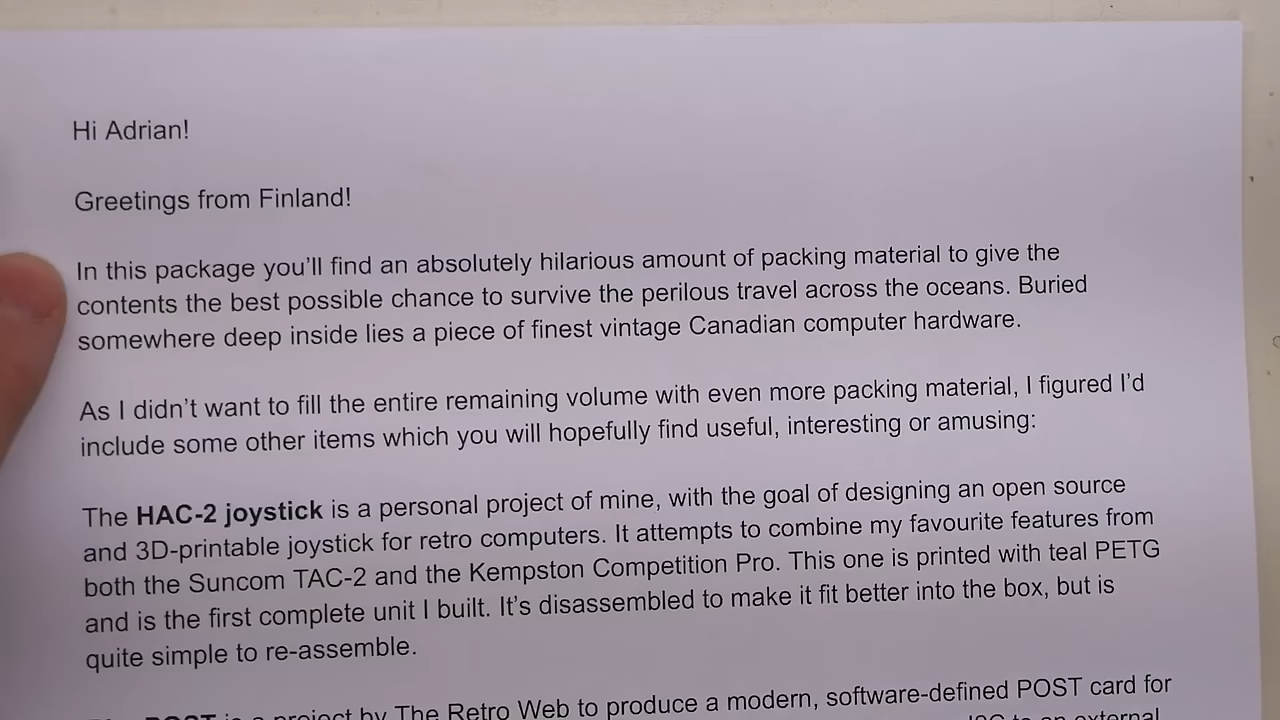 Hi Adrian!
Greetings from Finland!
In this package you'll find an absolutely hilarious amount of packing material to give the
contents the best possible chance to survive the perilous travel across the oceans. Buried
somewhere deep inside lies a piece of finest vintage Canadian computer hardware.
As I didn't want to fill the entire remaining volume with even more packing material, I figured I'd
include some other items which you will hopefully find useful, interesting or amusing:
The HAC-2 joystick is a personal project of mine, with the goal of designing an open source
and 3D-printable joystick for retro computers. It attempts to combine my favourite features from
both the Suncom TAC-2 and the Kempston Competition Pro. This one is printed with teal PETG
and is the first complete unit I built. It's disassembled to make it fit better into the box, but is
quite simple to re-assemble.
POST is a project by The Retro Web to produce a modern, software-defined POST card for
to an external